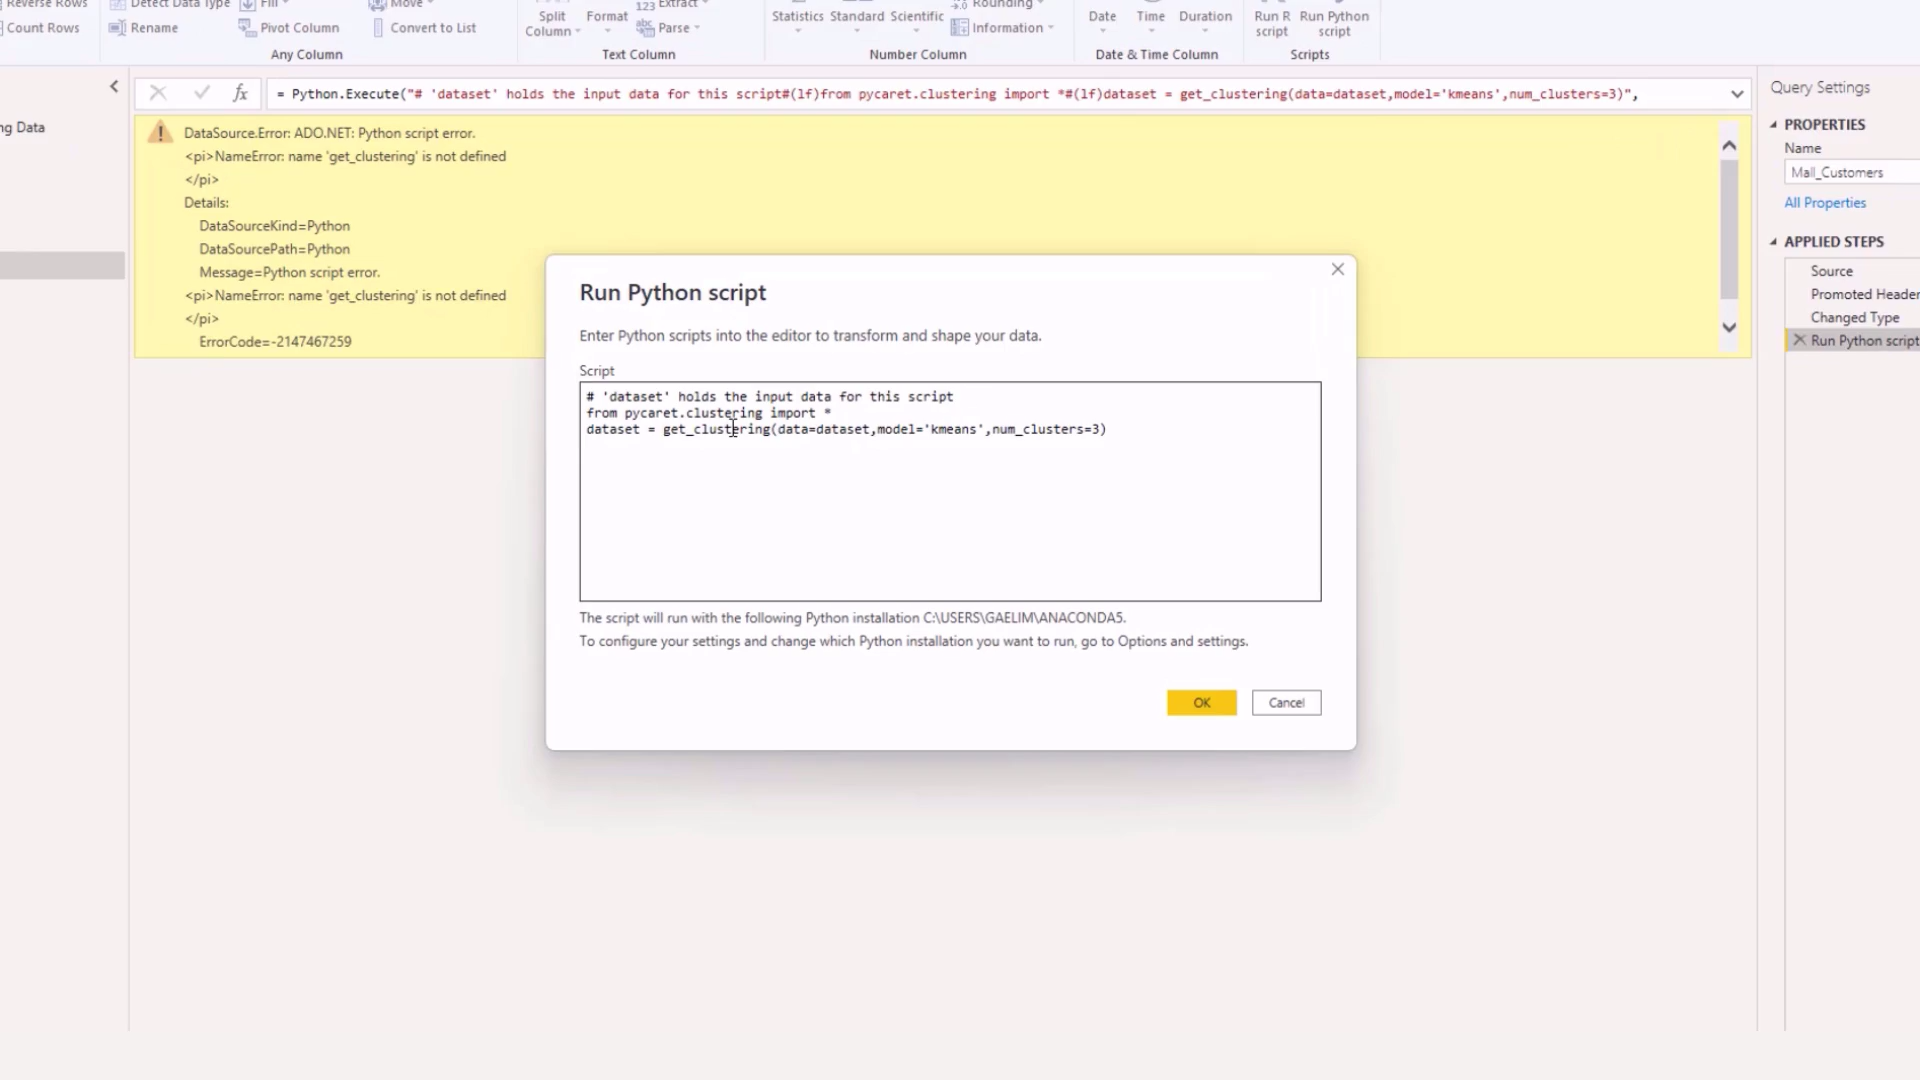 Reverse Rows
Detect Data Type
Fill
Move
Extract
Rounding
Count Rows
Rename
Pivot Column
Convert to List
Split Column
Format
Parse
Statistics
Standard
Scientific
Information
Date
Time
Duration
Run R script
Run Python script
Any Column
Text Column
Number Column
Date & Time Column
Scripts
fx
= Python.Execute("# 'dataset' holds the input data for this script#(lf)from pycaret.clustering import *#(lf)dataset = get_clustering(data=dataset,model='kmeans',num_clusters=3)",
ng Data
DataSource.Error: ADO.NET: Python script error.
<pi>NameError: name 'get_clustering' is not defined
</pi>
Details:
DataSourceKind=Python
DataSourcePath=Python
Message=Python script error.
<pi>NameError: name 'get_clustering' is not defined
</pi>
ErrorCode=-2147467259
Run Python script
Enter Python scripts into the editor to transform and shape your data.
Script
# 'dataset' holds the input data for this script
from pycaret.clustering import *
dataset = get_clustering(data=dataset,model='kmeans',num_clusters=3)
The script will run with the following Python installation C:\USERS\GAELIM\ANACONDA5.
To configure your settings and change which Python installation you want to run, go to Options and settings.
OK
Cancel
Query Settings
PROPERTIES
Name
Mall_Customers
All Properties
APPLIED STEPS
Source
Promoted Header
Changed Type
Run Python script